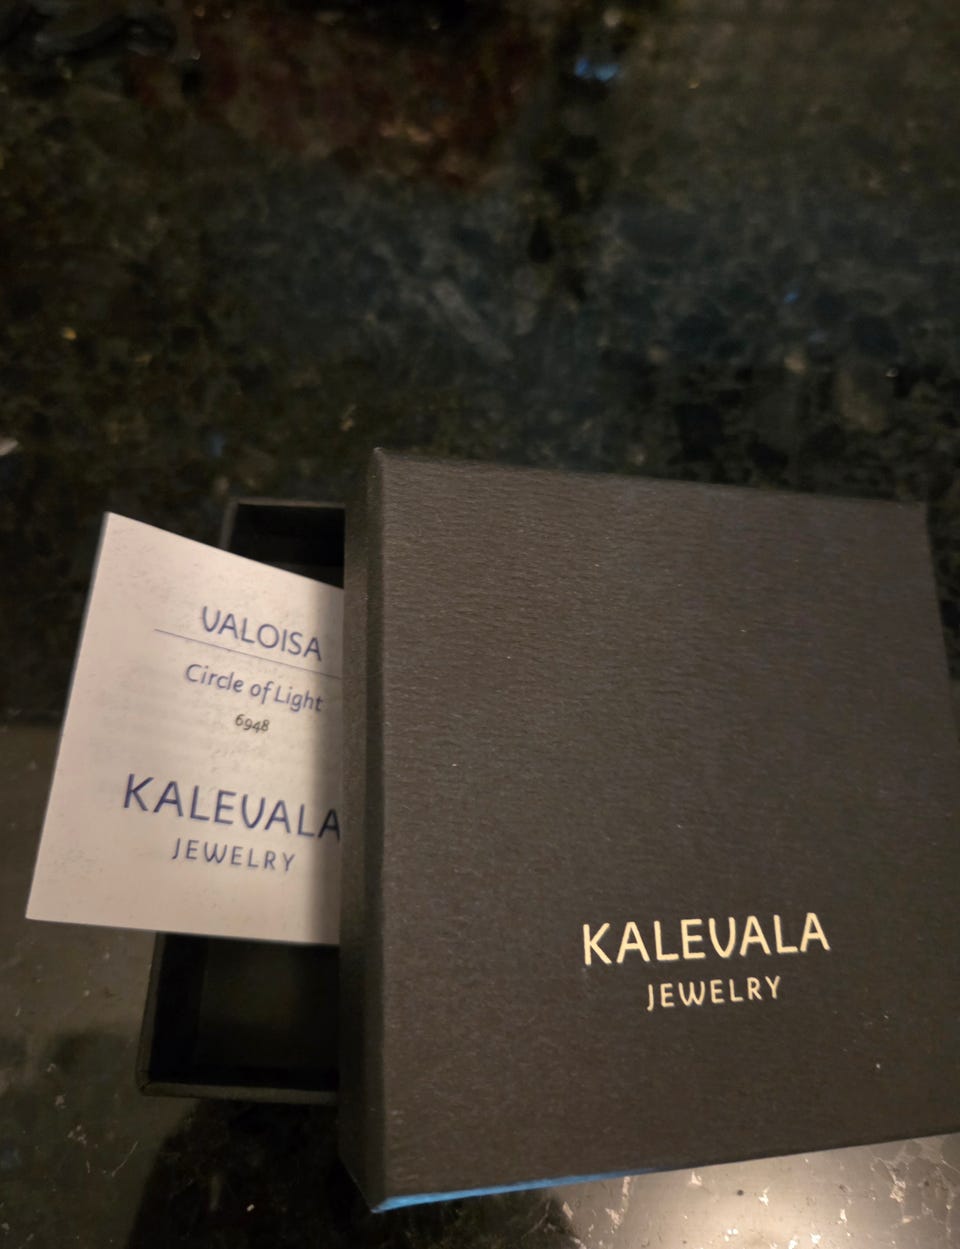 VALOISA
Circle of Light
6948
KALEVALA
JEWELRY
KALEVALA
JEWELRY